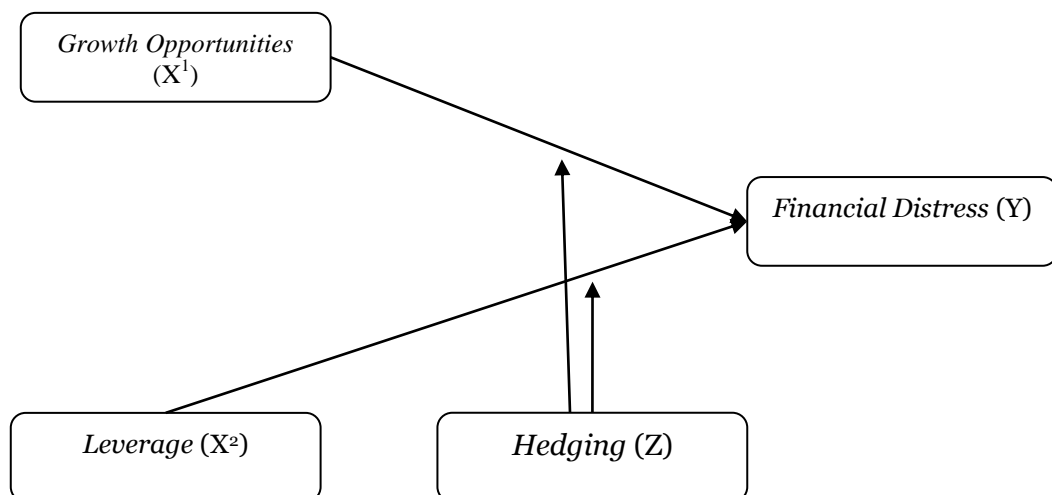 Growth Opportunities
(X¹)
Financial Distress (Y)
Leverage (X²)
Hedging (Z)